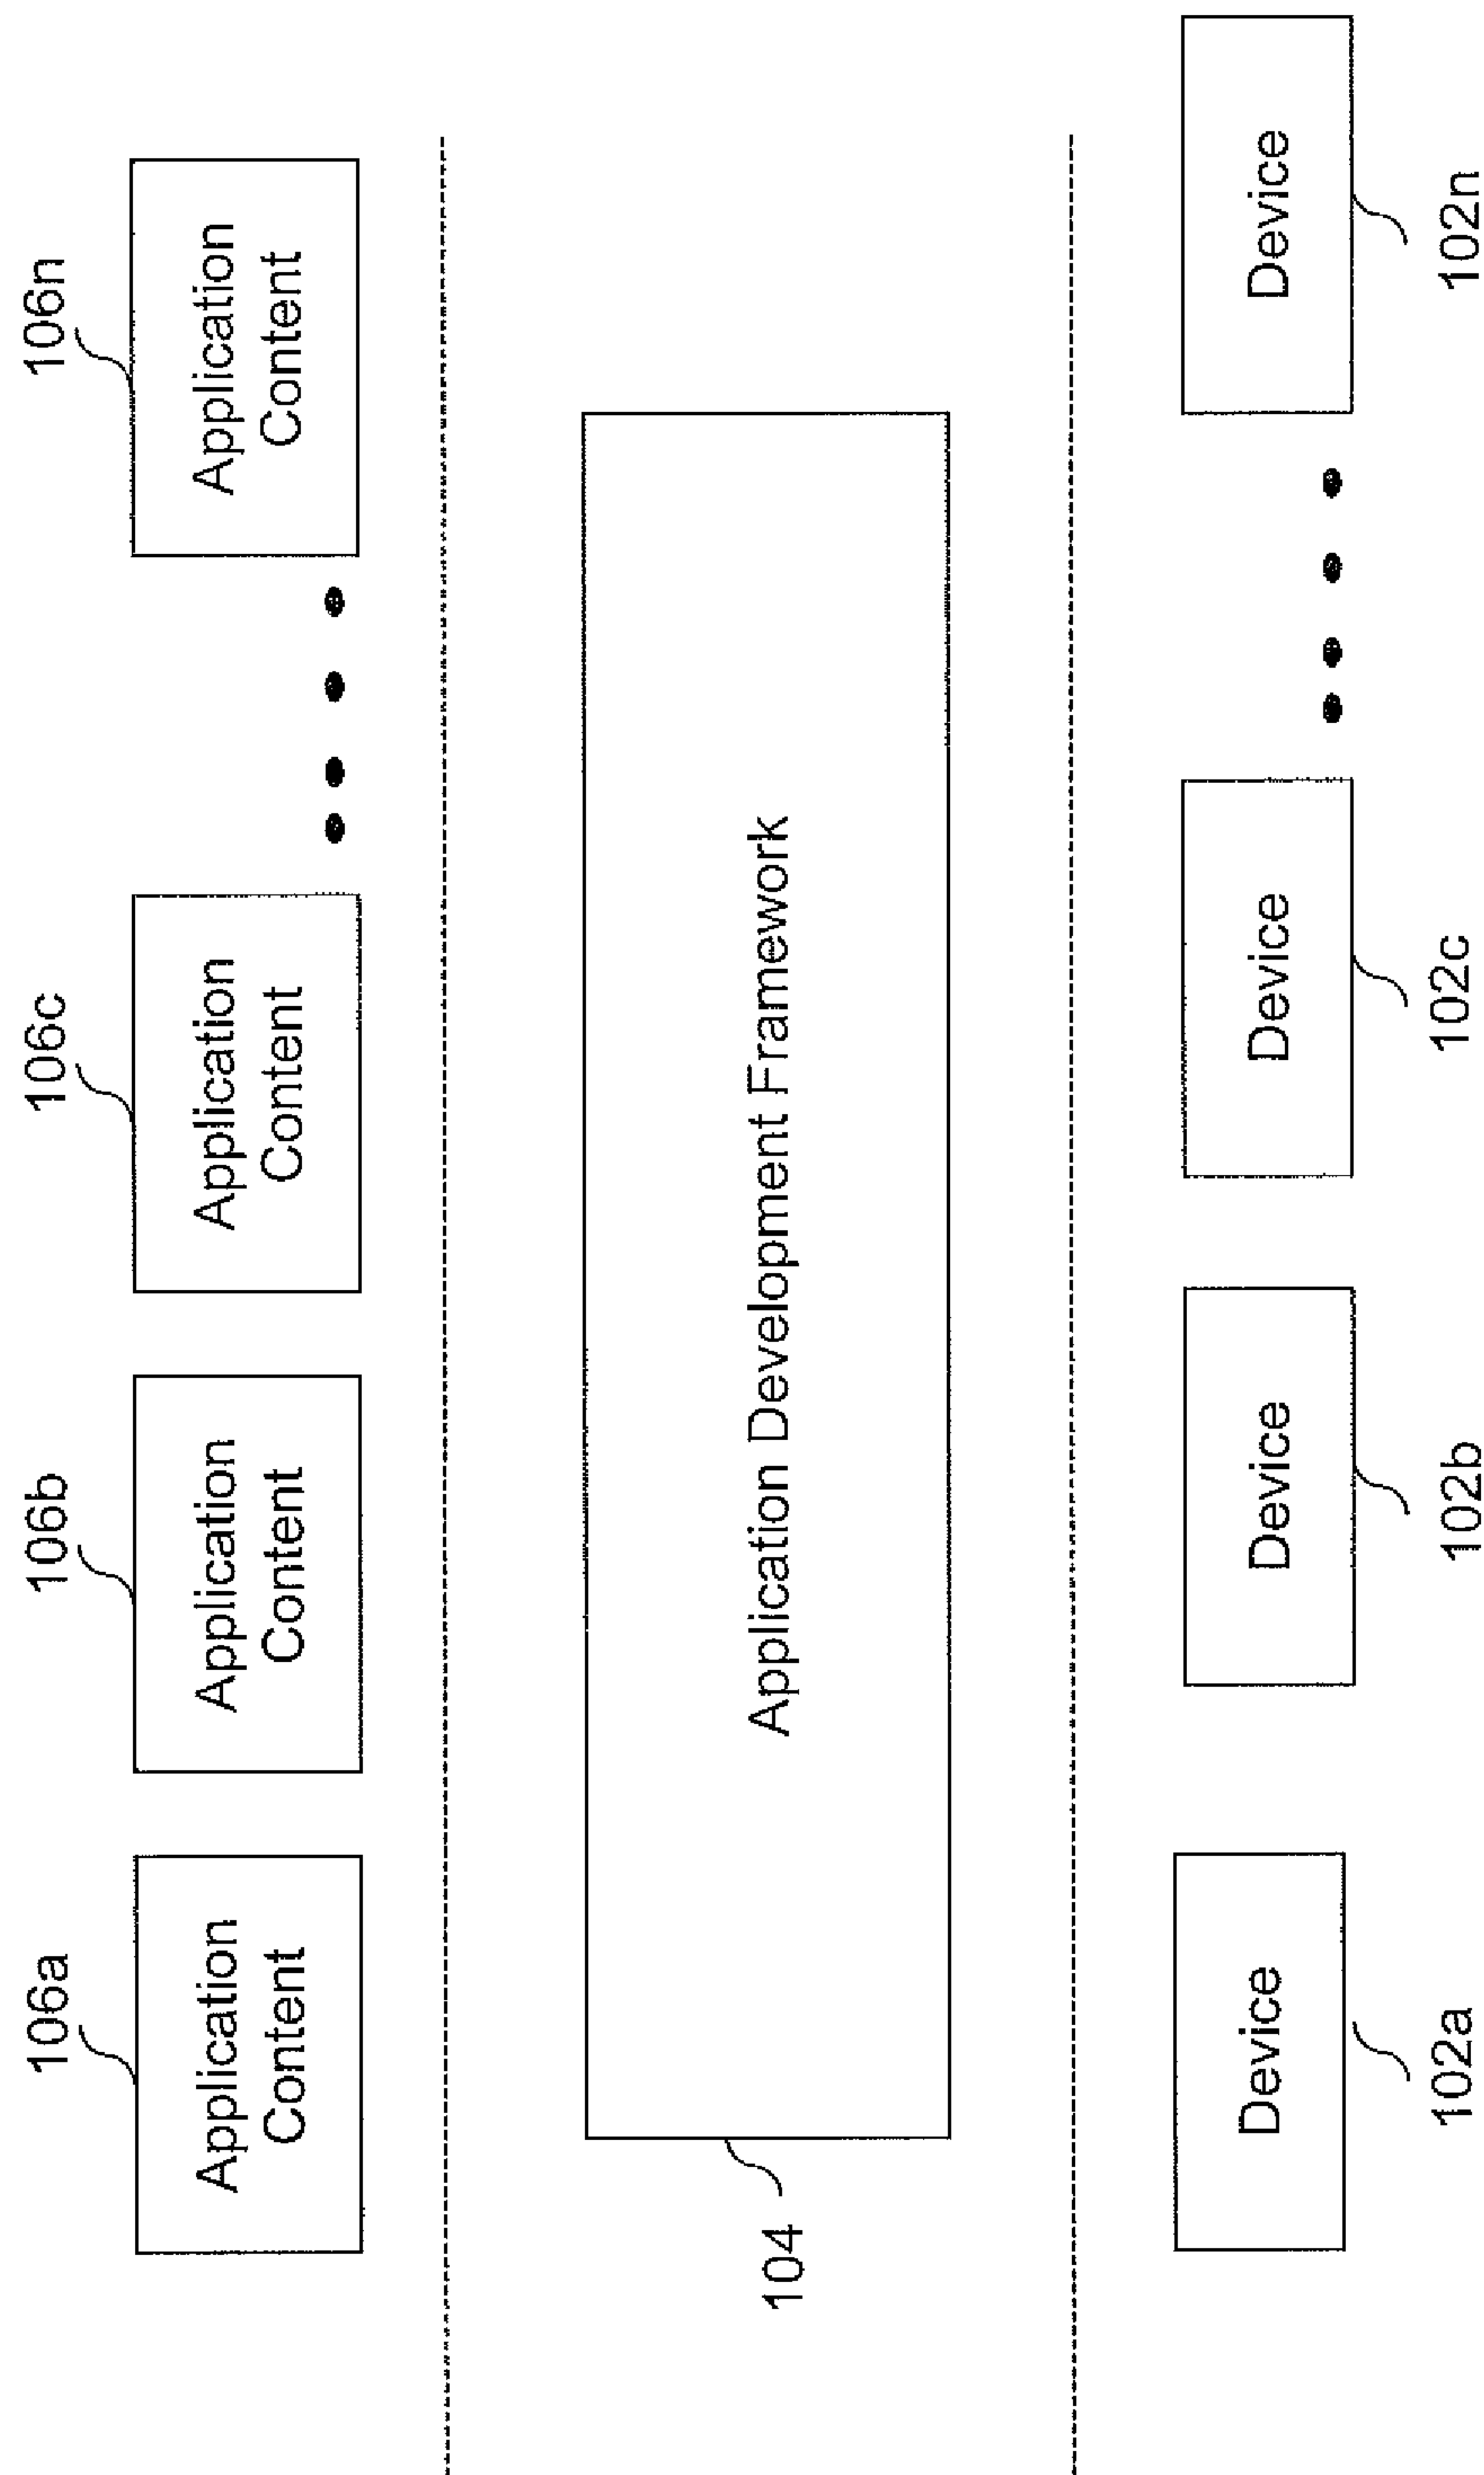 106a
106b
106c
106n
Application
Content
Application
Content
Application
Content
Application
Content
104
Application Development Framework
Device
Device
Device
Device
102a
102b
102c
102n